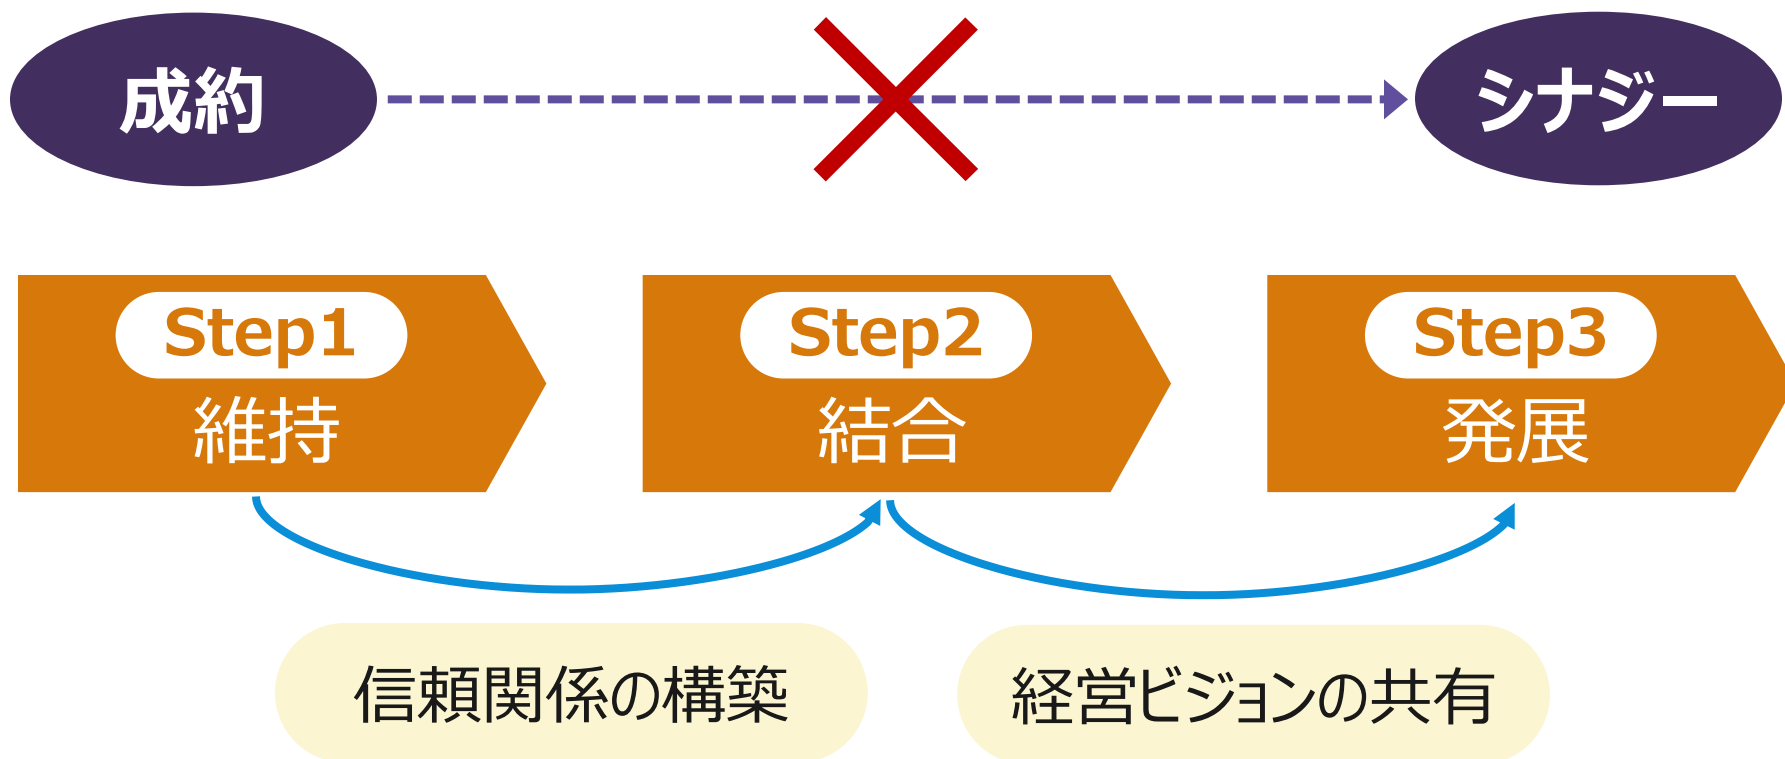 成約
シナジー
Step1
維持
Step2
結合
Step3
発展
信頼関係の構築
経営ビジョンの共有